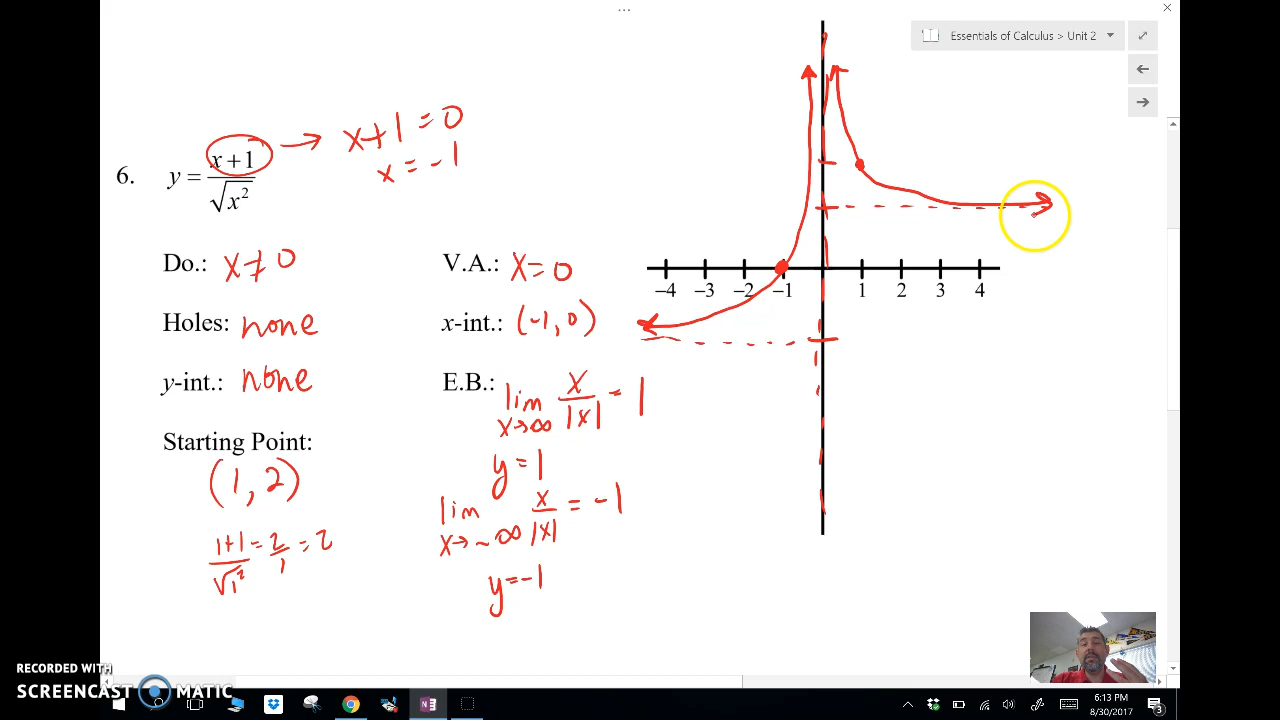 Essentials of Calculus > Unit 2
6. y = x+1 / √x² → x+1 = 0
x = -1
Do.: x ≠ 0
V.A.: x = 0
Holes: none
x-int.: (-1, 0)
y-int.: none
E.B.: lim x→∞ x/|x| = 1
y = 1
lim x→-∞ x/|x| = -1
y = -1
Starting Point:
(1, 2)
1+1/√1² = 2/1 = 2
–4 –3 –2 –1 1 2 3 4
RECORDED WITH
SCREENCAST MATIC
6:13 PM
8/30/2017
3